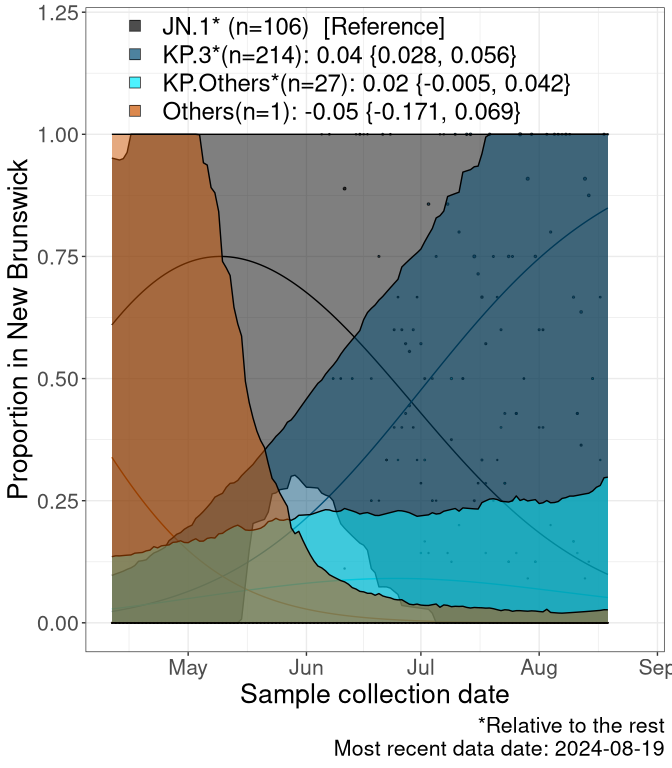 1.25
JN.1* (n=106)  [Reference]
KP.3*(n=214): 0.04 {0.028, 0.056}
KP.Others*(n=27): 0.02 {-0.005, 0.042}
Others(n=1): -0.05 {-0.171, 0.069}
1.00
0.75
0.50
0.25
0.00
Proportion in New Brunswick
May Jun Jul Aug Sep
Sample collection date
*Relative to the rest
Most recent data date: 2024-08-19